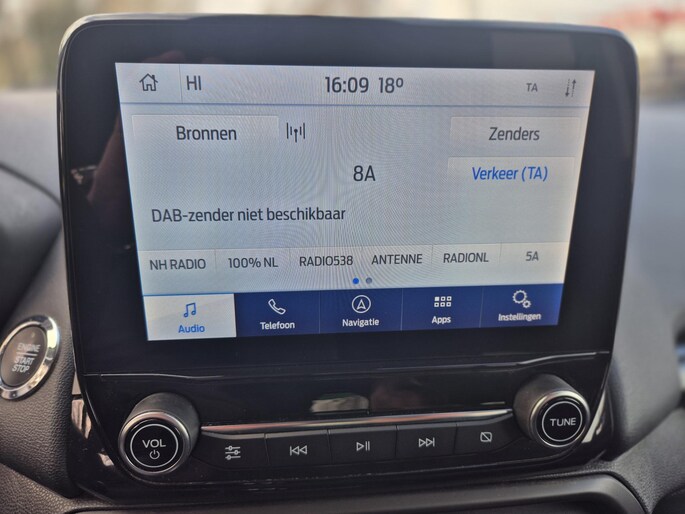 HI 16:09 18° TA
Bronnen Zenders
8A Verkeer (TA)
DAB-zender niet beschikbaar
NH RADIO 100% NL RADIO538 ANTENNE RADIONL 5A
Audio Telefoon Navigatie Apps Instellingen
ENGINE
START
STOP
VOL TUNE